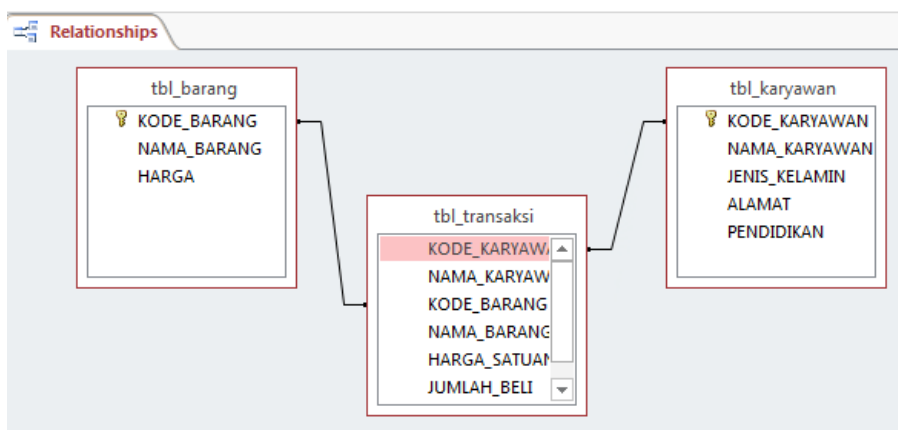 Relationships
tbl_barang
KODE_BARANG
NAMA_BARANG
HARGA
tbl_transaksi
KODE_KARYAW
NAMA_KARYAW
KODE_BARANG
NAMA_BARANG
HARGA_SATUAN
JUMLAH_BELI
tbl_karyawan
KODE_KARYAWAN
NAMA_KARYAWAN
JENIS_KELAMIN
ALAMAT
PENDIDIKAN